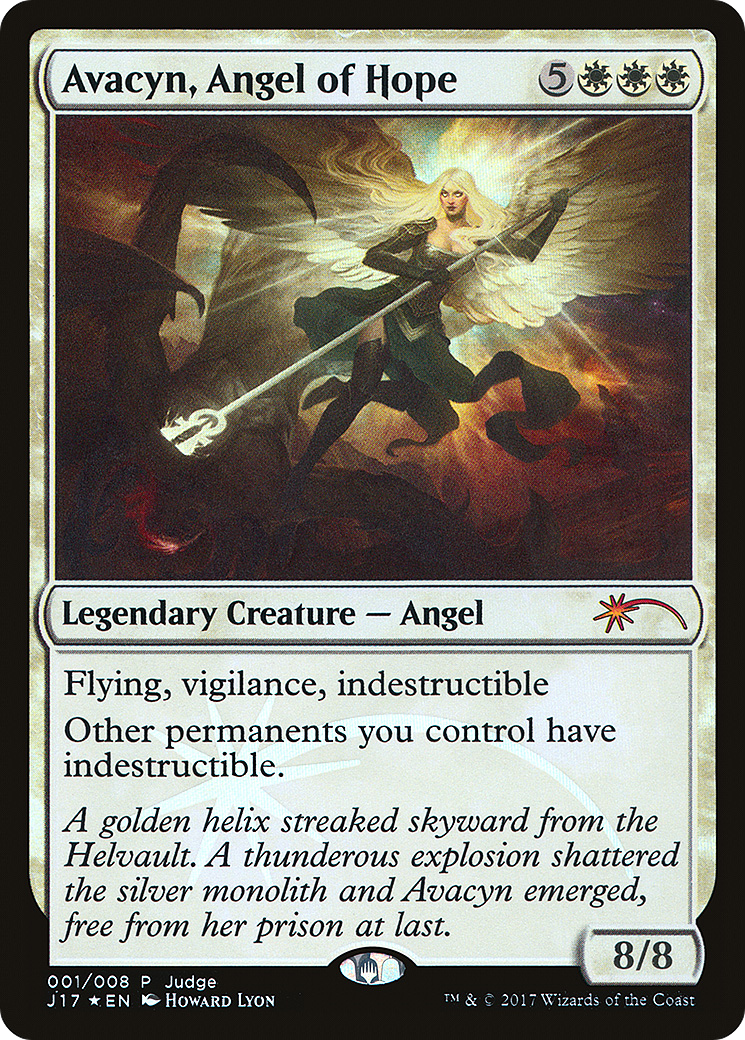 Avacyn, Angel of Hope 5
Legendary Creature — Angel
Flying, vigilance, indestructible
Other permanents you control have
indestructible.
A golden helix streaked skyward from the
Helvault. A thunderous explosion shattered
the silver monolith and Avacyn emerged,
free from her prison at last.
8/8
001/008 P Judge
J17 ★ EN Howard Lyon
™ & © 2017 Wizards of the Coast